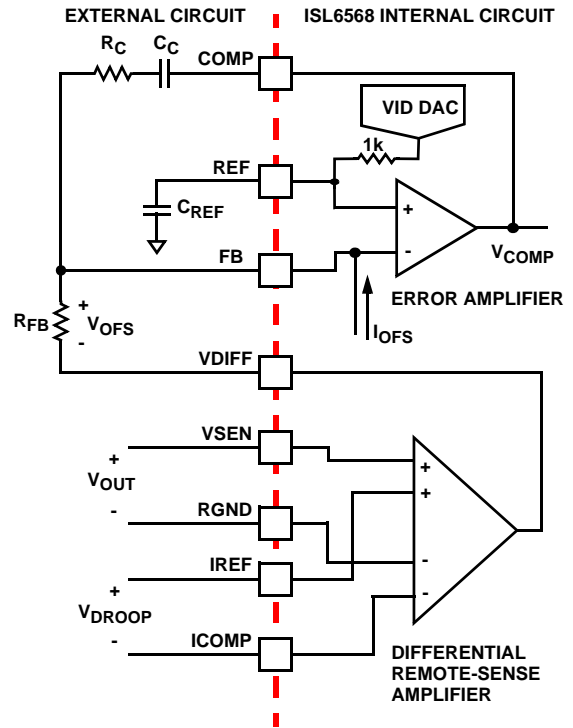 EXTERNAL CIRCUIT
ISL6568 INTERNAL CIRCUIT
RC
CC
COMP
VID DAC
1k
REF
+
CREF
FB
-
VCOMP
ERROR AMPLIFIER
IOFS
RFB
+
VOFS
-
VDIFF
VSEN
+
+
VOUT
+
-
RGND
-
IREF
+
-
VDROOP
-
ICOMP
DIFFERENTIAL
REMOTE-SENSE
AMPLIFIER